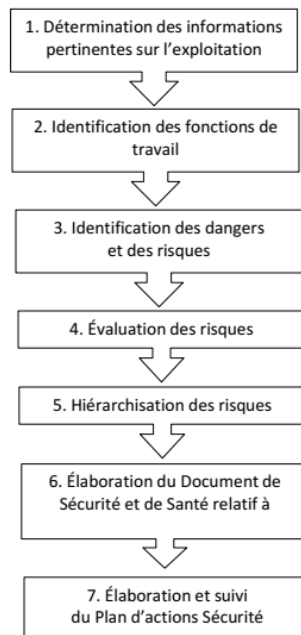 1. Détermination des informations
pertinentes sur l’exploitation
2. Identification des fonctions de
travail
3. Identification des dangers
et des risques
4. Évaluation des risques
5. Hiérarchisation des risques
6. Élaboration du Document de
Sécurité et de Santé relatif à
7. Élaboration et suivi
du Plan d’actions Sécurité